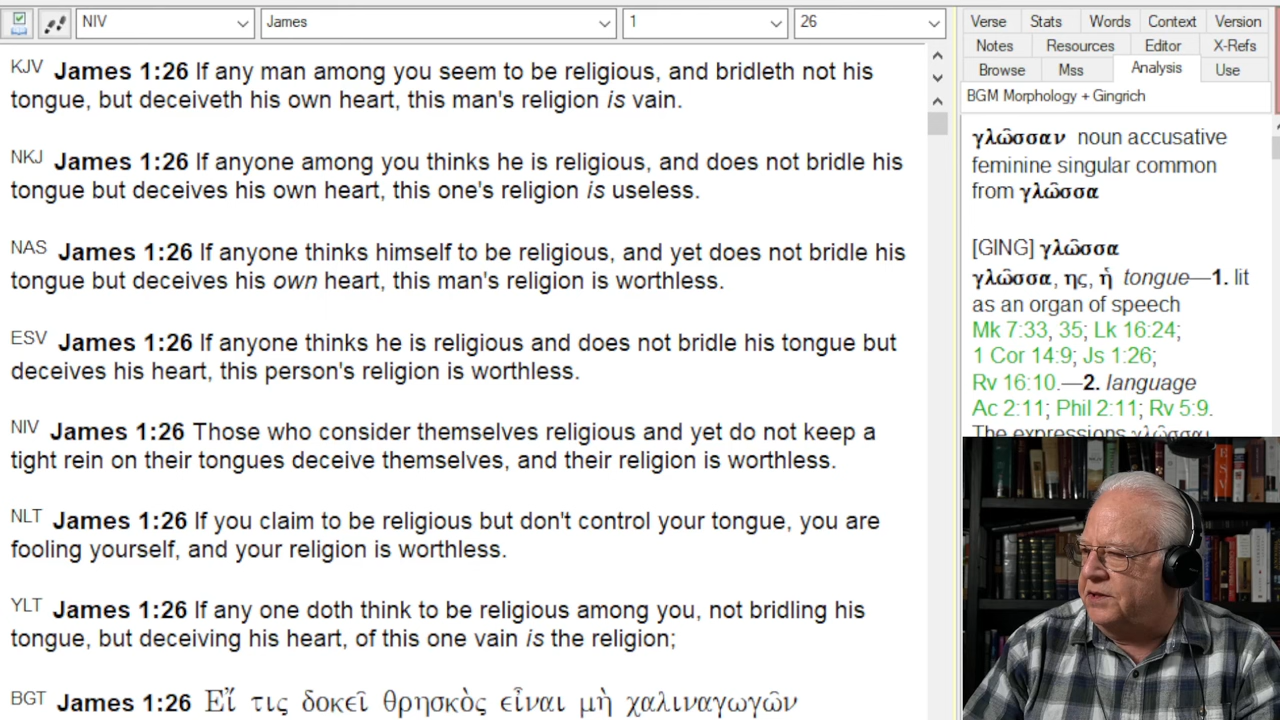 NIV James 1 26
KJV James 1:26 If any man among you seem to be religious, and bridleth not his
tongue, but deceiveth his own heart, this man's religion is vain.
NKJ James 1:26 If anyone among you thinks he is religious, and does not bridle his
tongue but deceives his own heart, this one's religion is useless.
NAS James 1:26 If anyone thinks himself to be religious, and yet does not bridle his
tongue but deceives his own heart, this man's religion is worthless.
ESV James 1:26 If anyone thinks he is religious and does not bridle his tongue but
deceives his heart, this person's religion is worthless.
NIV James 1:26 Those who consider themselves religious and yet do not keep a
tight rein on their tongues deceive themselves, and their religion is worthless.
NLT James 1:26 If you claim to be religious but don't control your tongue, you are
fooling yourself, and your religion is worthless.
YLT James 1:26 If any one doth think to be religious among you, not bridling his
tongue, but deceiving his heart, of this one vain is the religion;
BGT James 1:26 Εἴ τις δοκεῖ θρησκὸς εἶναι μὴ χαλιναγωγῶν
Verse Stats Words Context Version
Notes Resources Editor X-Refs
Browse Mss Analysis Use
BGM Morphology + Gingrich
γλῶσσαν noun accusative
feminine singular common
from γλῶσσα
[GING] γλῶσσα
γλῶσσα, ης, ἡ tongue—1. lit
as an organ of speech
Mk 7:33, 35; Lk 16:24;
1 Cor 14:9; Js 1:26;
Rv 16:10.—2. language
Ac 2:11; Phil 2:11; Rv 5:9.
The expressions γλῶσσαι